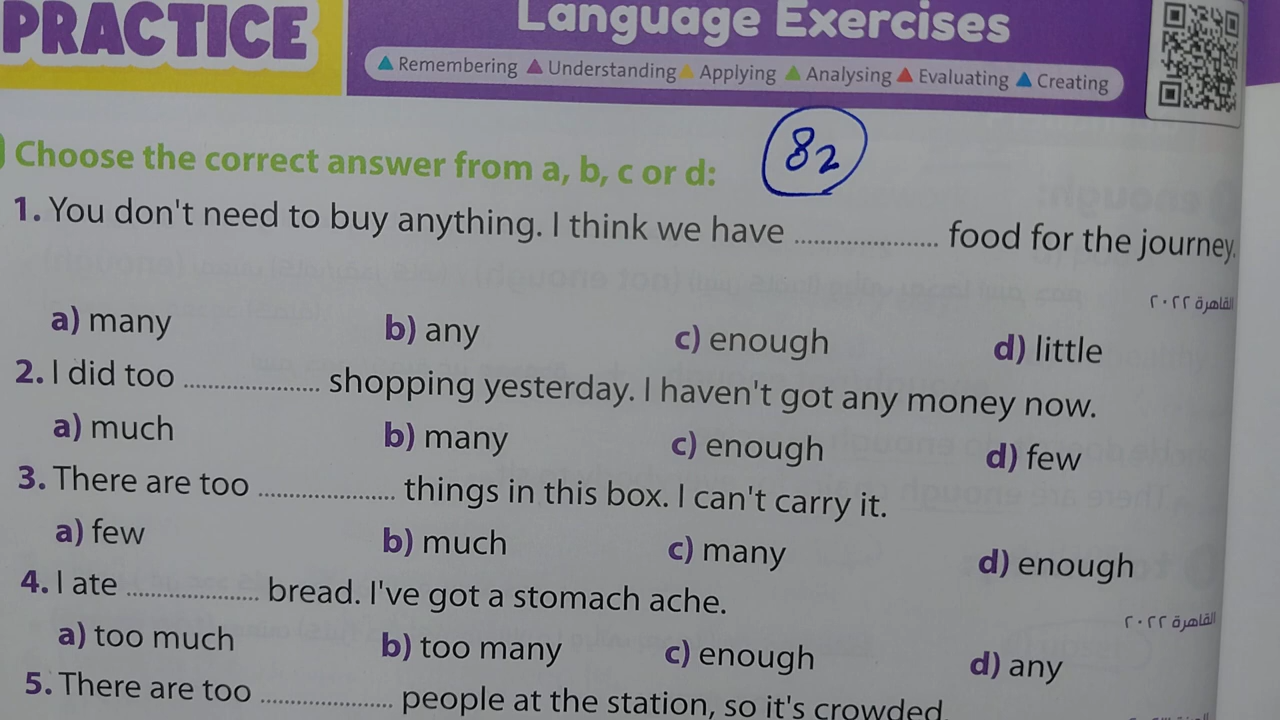 PRACTICE
Language Exercises
Remembering Understanding Applying Analysing Evaluating Creating
82
Choose the correct answer from a, b, c or d:
1. You don't need to buy anything. I think we have .................... food for the journey.
القاهرة ٢٠٢٢
a) many b) any c) enough d) little
2. I did too .................... shopping yesterday. I haven't got any money now.
a) much b) many c) enough d) few
3. There are too .................... things in this box. I can't carry it.
a) few b) much c) many d) enough
4. I ate .................... bread. I've got a stomach ache.
القاهرة ٢٠٢٢
a) too much b) too many c) enough d) any
5. There are too .................... people at the station, so it's crowded.